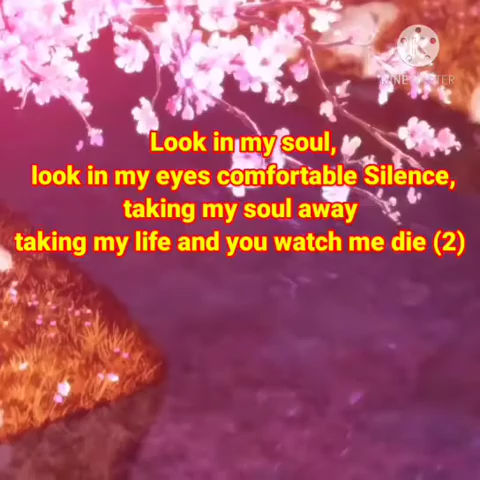 KINEMASTER
Look in my soul,
look in my eyes comfortable Silence,
taking my soul away
taking my life and you watch me die (2)